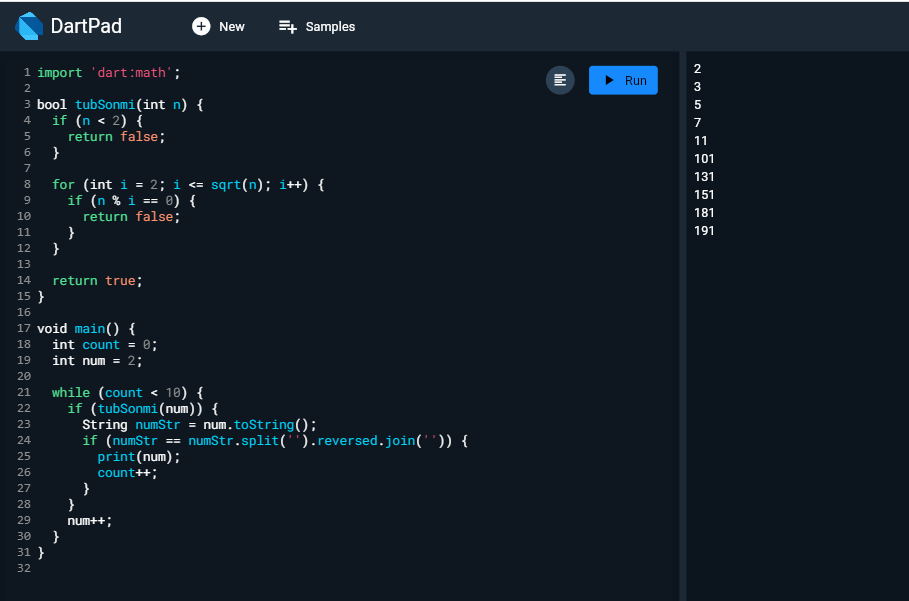 DartPad
New
Samples
Run
1 import 'dart:math';
2
3 bool tubSonmi(int n) {
4   if (n < 2) {
5     return false;
6   }
7
8   for (int i = 2; i <= sqrt(n); i++) {
9     if (n % i == 0) {
10       return false;
11     }
12   }
13
14   return true;
15 }
16
17 void main() {
18   int count = 0;
19   int num = 2;
20
21   while (count < 10) {
22     if (tubSonmi(num)) {
23       String numStr = num.toString();
24       if (numStr == numStr.split('').reversed.join('')) {
25         print(num);
26         count++;
27       }
28     }
29     num++;
30   }
31 }
32
2
3
5
7
11
101
131
151
181
191